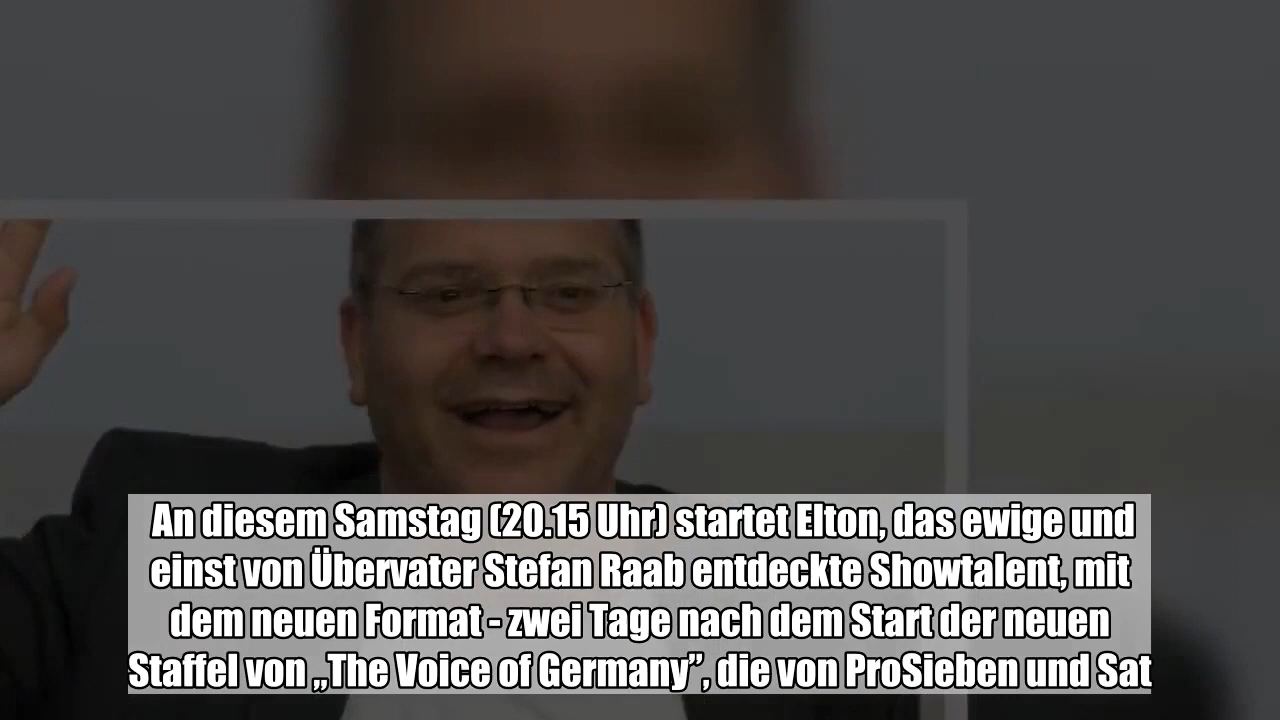 An diesem Samstag (20.15 Uhr) startet Elton, das ewige und
einst von Übervater Stefan Raab entdeckte Showtalent, mit
dem neuen Format - zwei Tage nach dem Start der neuen
Staffel von „The Voice of Germany”, die von ProSieben und Sat